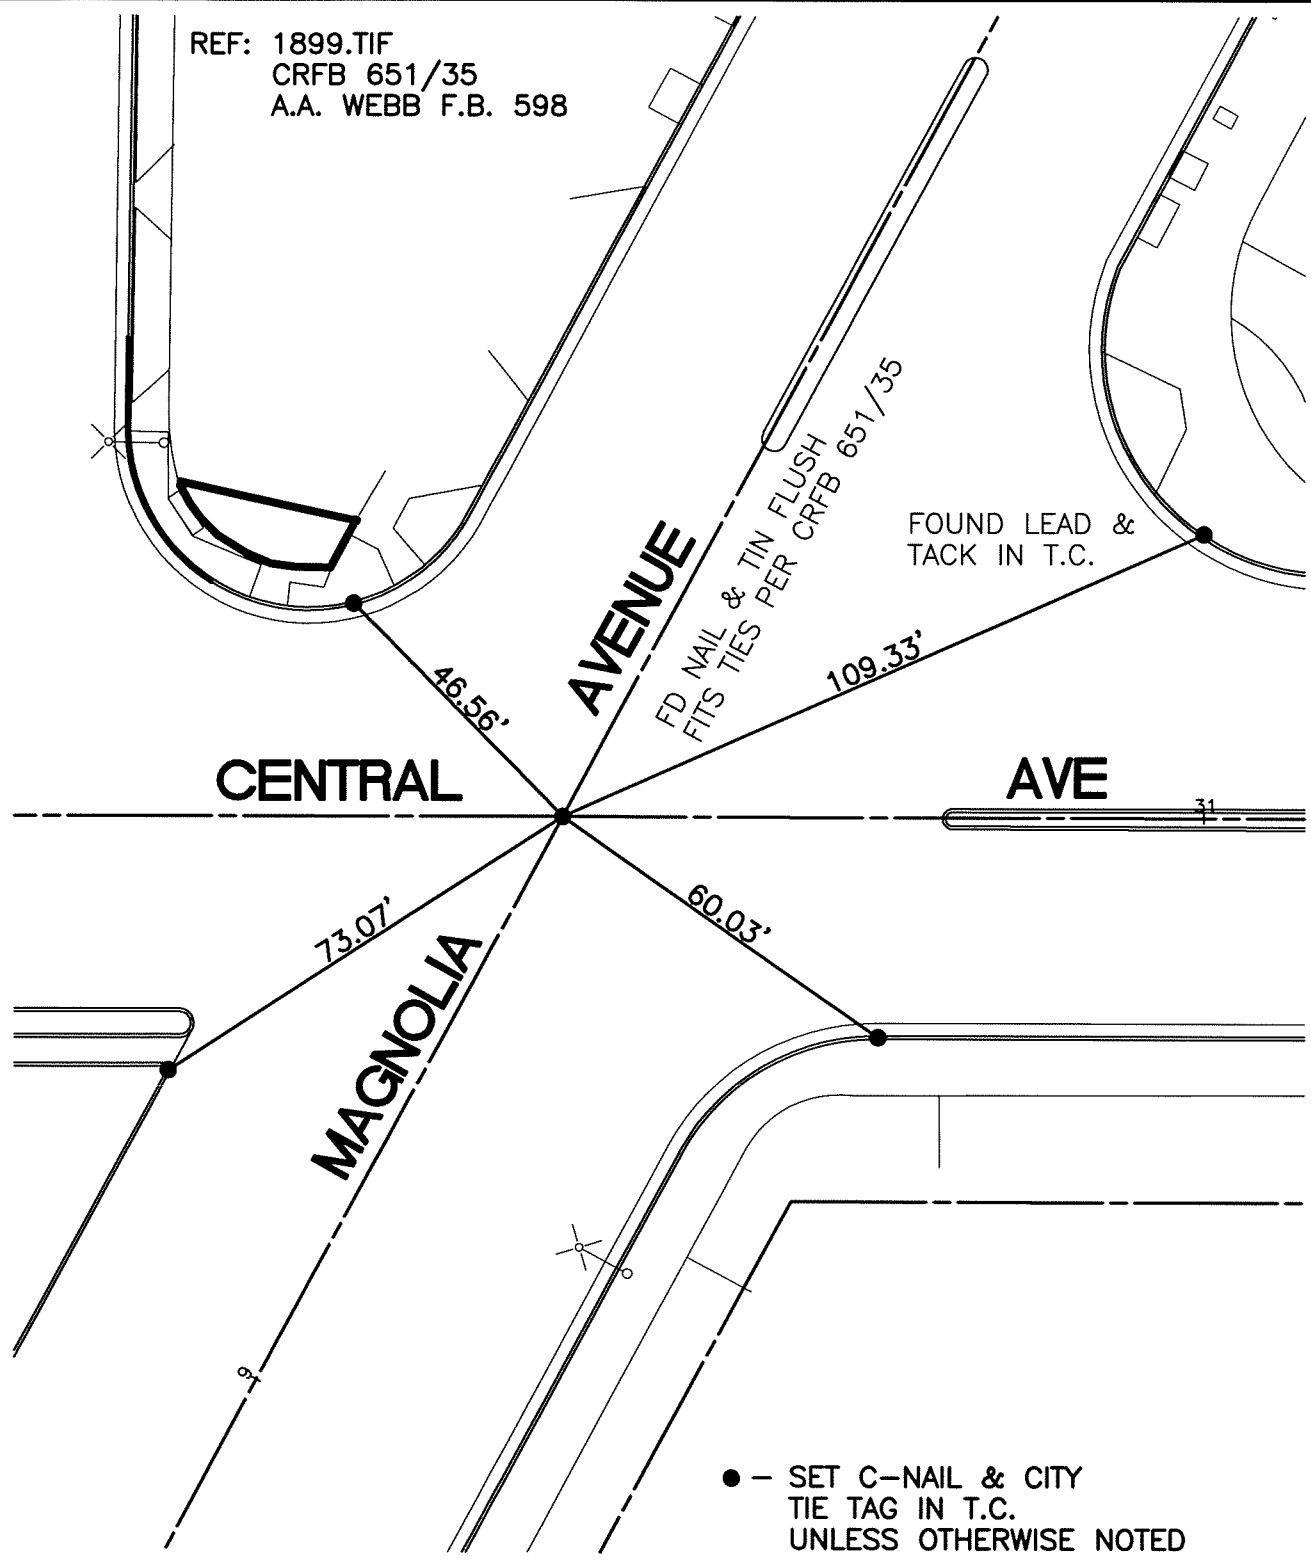 REF: 1899.TIF
CRFB 651/35
A.A. WEBB F.B. 598
FD NAIL & TIN FLUSH
FITS TIES PER CRFB 651/35
FOUND LEAD &
TACK IN T.C.
AVENUE
46.56'
109.33'
CENTRAL
AVE
31
73.07'
60.03'
MAGNOLIA
9
● – SET C–NAIL & CITY
TIE TAG IN T.C.
UNLESS OTHERWISE NOTED